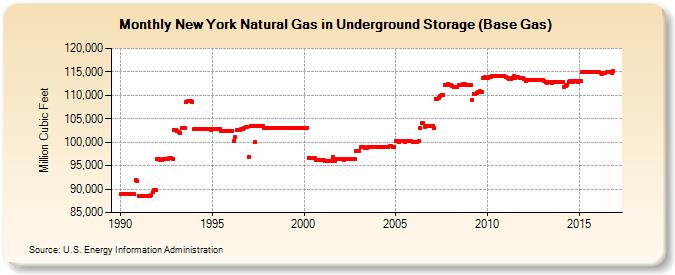 Monthly New York Natural Gas in Underground Storage (Base Gas)
Million Cubic Feet
120,000
115,000
110,000
105,000
100,000
95,000
90,000
85,000
1990 1995 2000 2005 2010 2015
Source: U.S. Energy Information Administration